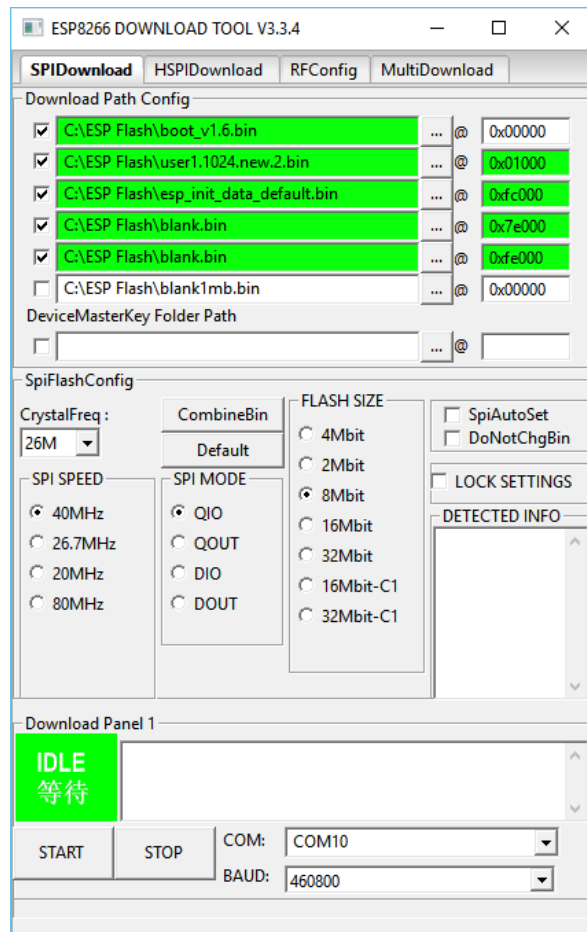 ESP8266 DOWNLOAD TOOL V3.3.4
SPIDownload HSPIDownload RFConfig MultiDownload
Download Path Config
C:\ESP Flash\boot_v1.6.bin ... @ 0x00000
C:\ESP Flash\user1.1024.new.2.bin ... @ 0x01000
C:\ESP Flash\esp_init_data_default.bin ... @ 0xfc000
C:\ESP Flash\blank.bin ... @ 0x7e000
C:\ESP Flash\blank.bin ... @ 0xfe000
C:\ESP Flash\blank1mb.bin ... @ 0x00000
DeviceMasterKey Folder Path
... @
SpiFlashConfig
CrystalFreq :
26M
CombineBin
Default
SPI SPEED
40MHz
26.7MHz
20MHz
80MHz
SPI MODE
QIO
QOUT
DIO
DOUT
FLASH SIZE
4Mbit
2Mbit
8Mbit
16Mbit
32Mbit
16Mbit-C1
32Mbit-C1
SpiAutoSet
DoNotChgBin
LOCK SETTINGS
DETECTED INFO
Download Panel 1
IDLE
等待
START STOP
COM: COM10
BAUD: 460800